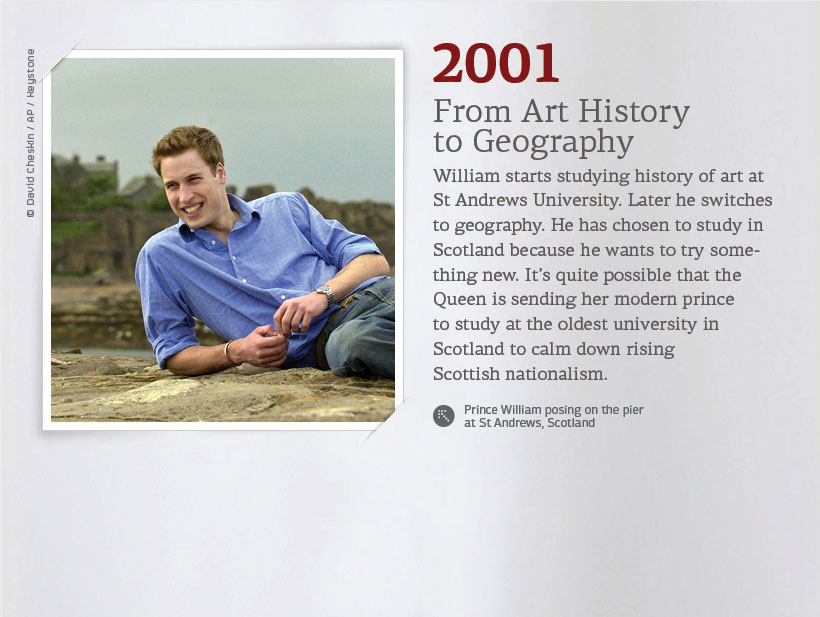 © David Cheskin / AP / Keystone
2001
From Art History
to Geography
William starts studying history of art at
St Andrews University. Later he switches
to geography. He has chosen to study in
Scotland because he wants to try some-
thing new. It’s quite possible that the
Queen is sending her modern prince
to study at the oldest university in
Scotland to calm down rising
Scottish nationalism.
Prince William posing on the pier
at St Andrews, Scotland